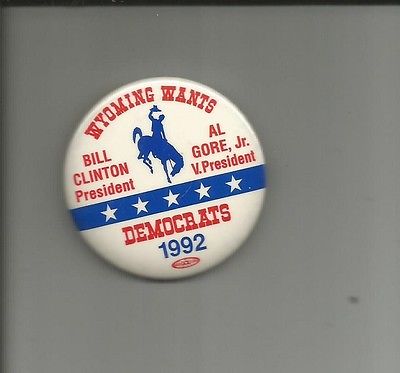 WYOMING WANTS
BILL
CLINTON
President
AL
GORE, Jr.
V.President
DEMOCRATS
1992